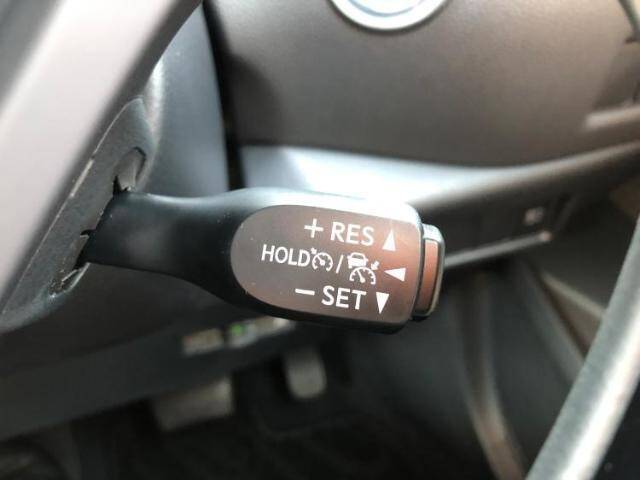 + RES
HOLD /
− SET